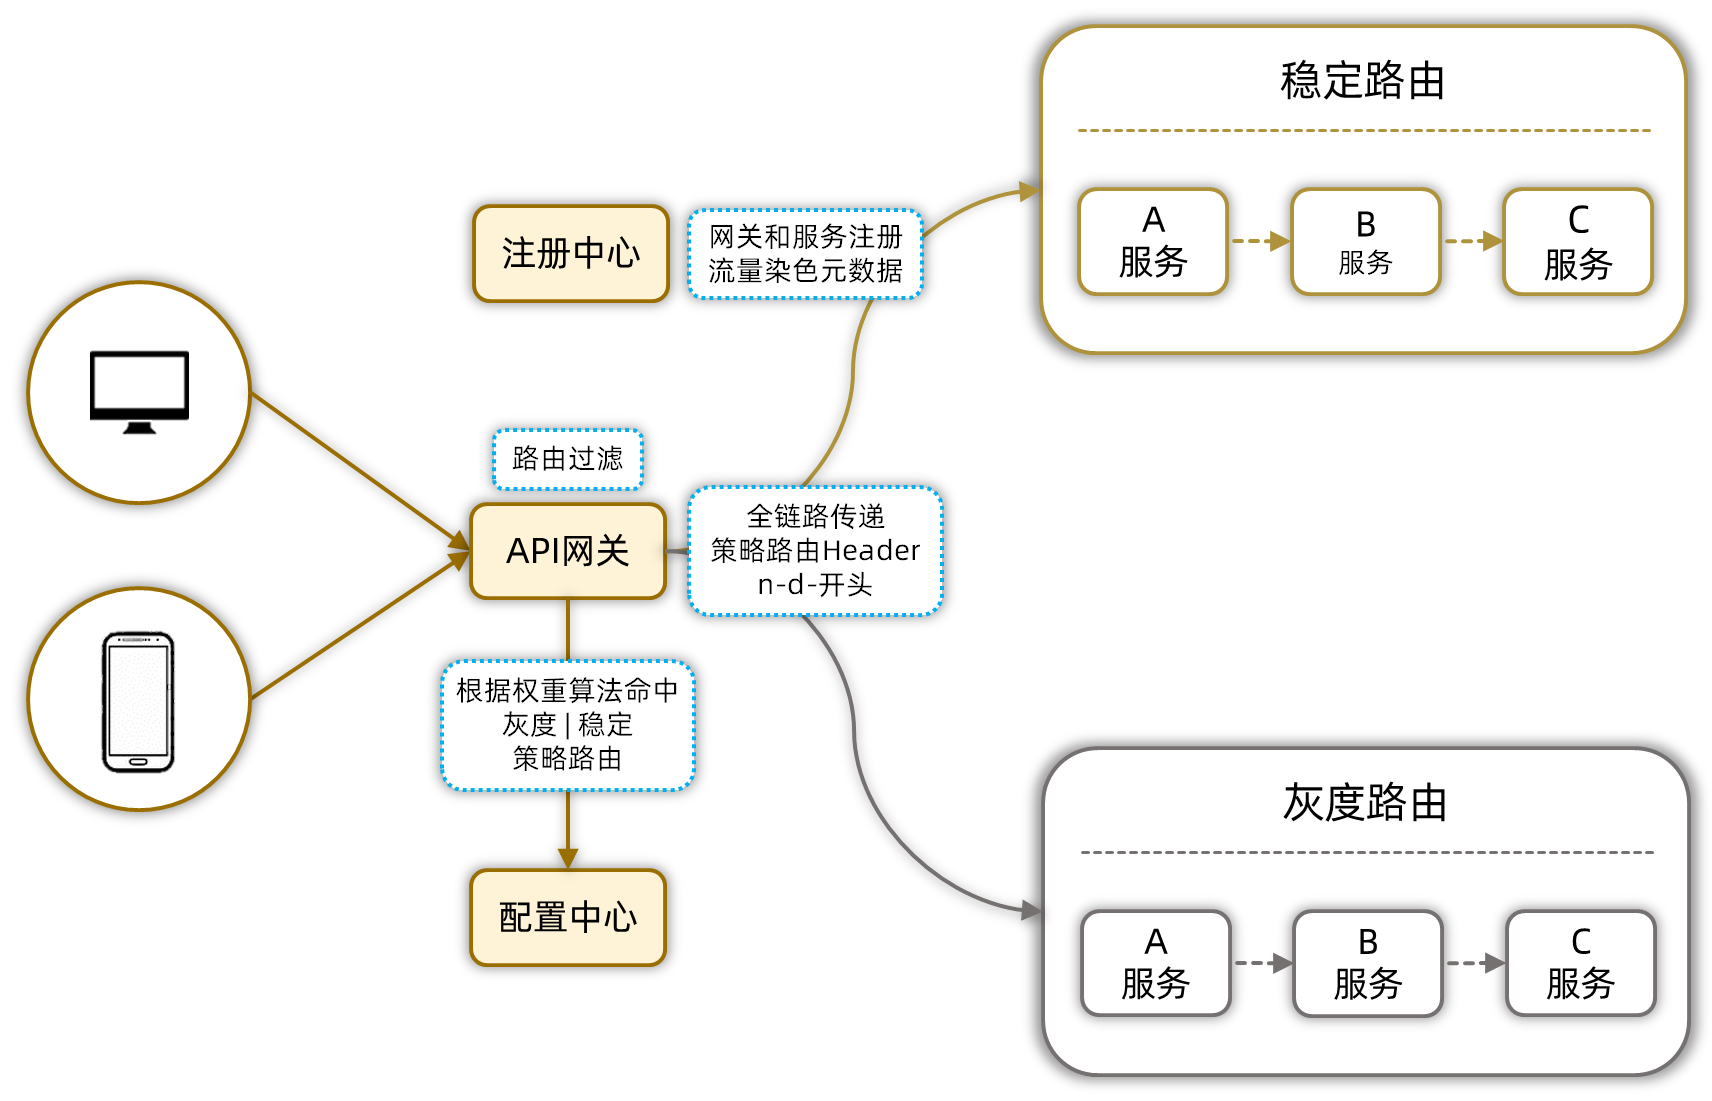 稳定路由
A
服务
B
服务
C
服务
注册中心
网关和服务注册
流量染色元数据
路由过滤
API网关
全链路传递
策略路由Header
n-d-开头
根据权重算法命中
灰度|稳定
策略路由
配置中心
灰度路由
A
服务
B
服务
C
服务